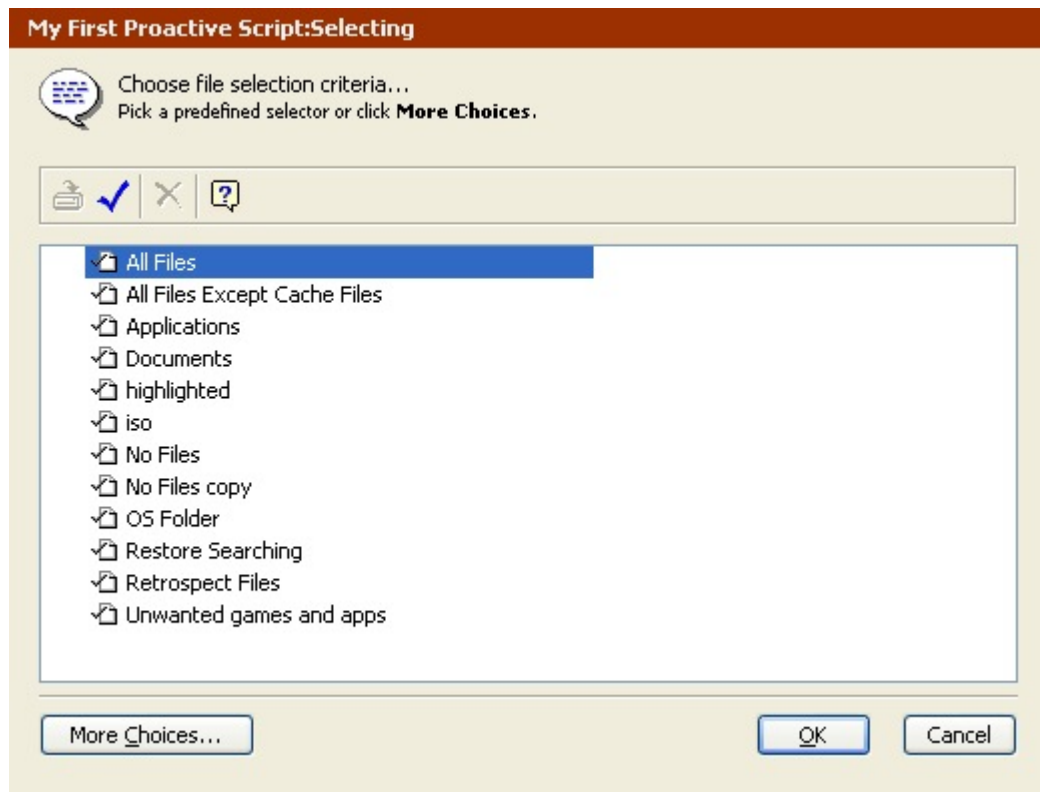 My First Proactive Script:Selecting
Choose file selection criteria...
Pick a predefined selector or click More Choices.
?
All Files
All Files Except Cache Files
Applications
Documents
highlighted
iso
No Files
No Files copy
OS Folder
Restore Searching
Retrospect Files
Unwanted games and apps
More Choices...
OK
Cancel